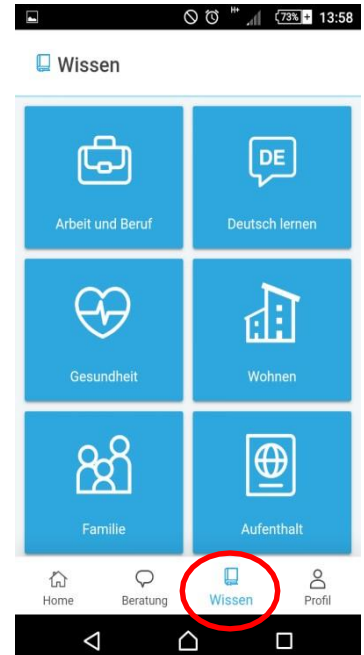 H+ 73% 13:58
Wissen
DE
Arbeit und Beruf Deutsch lernen
Gesundheit Wohnen
Familie Aufenthalt
Home Beratung Wissen Profil